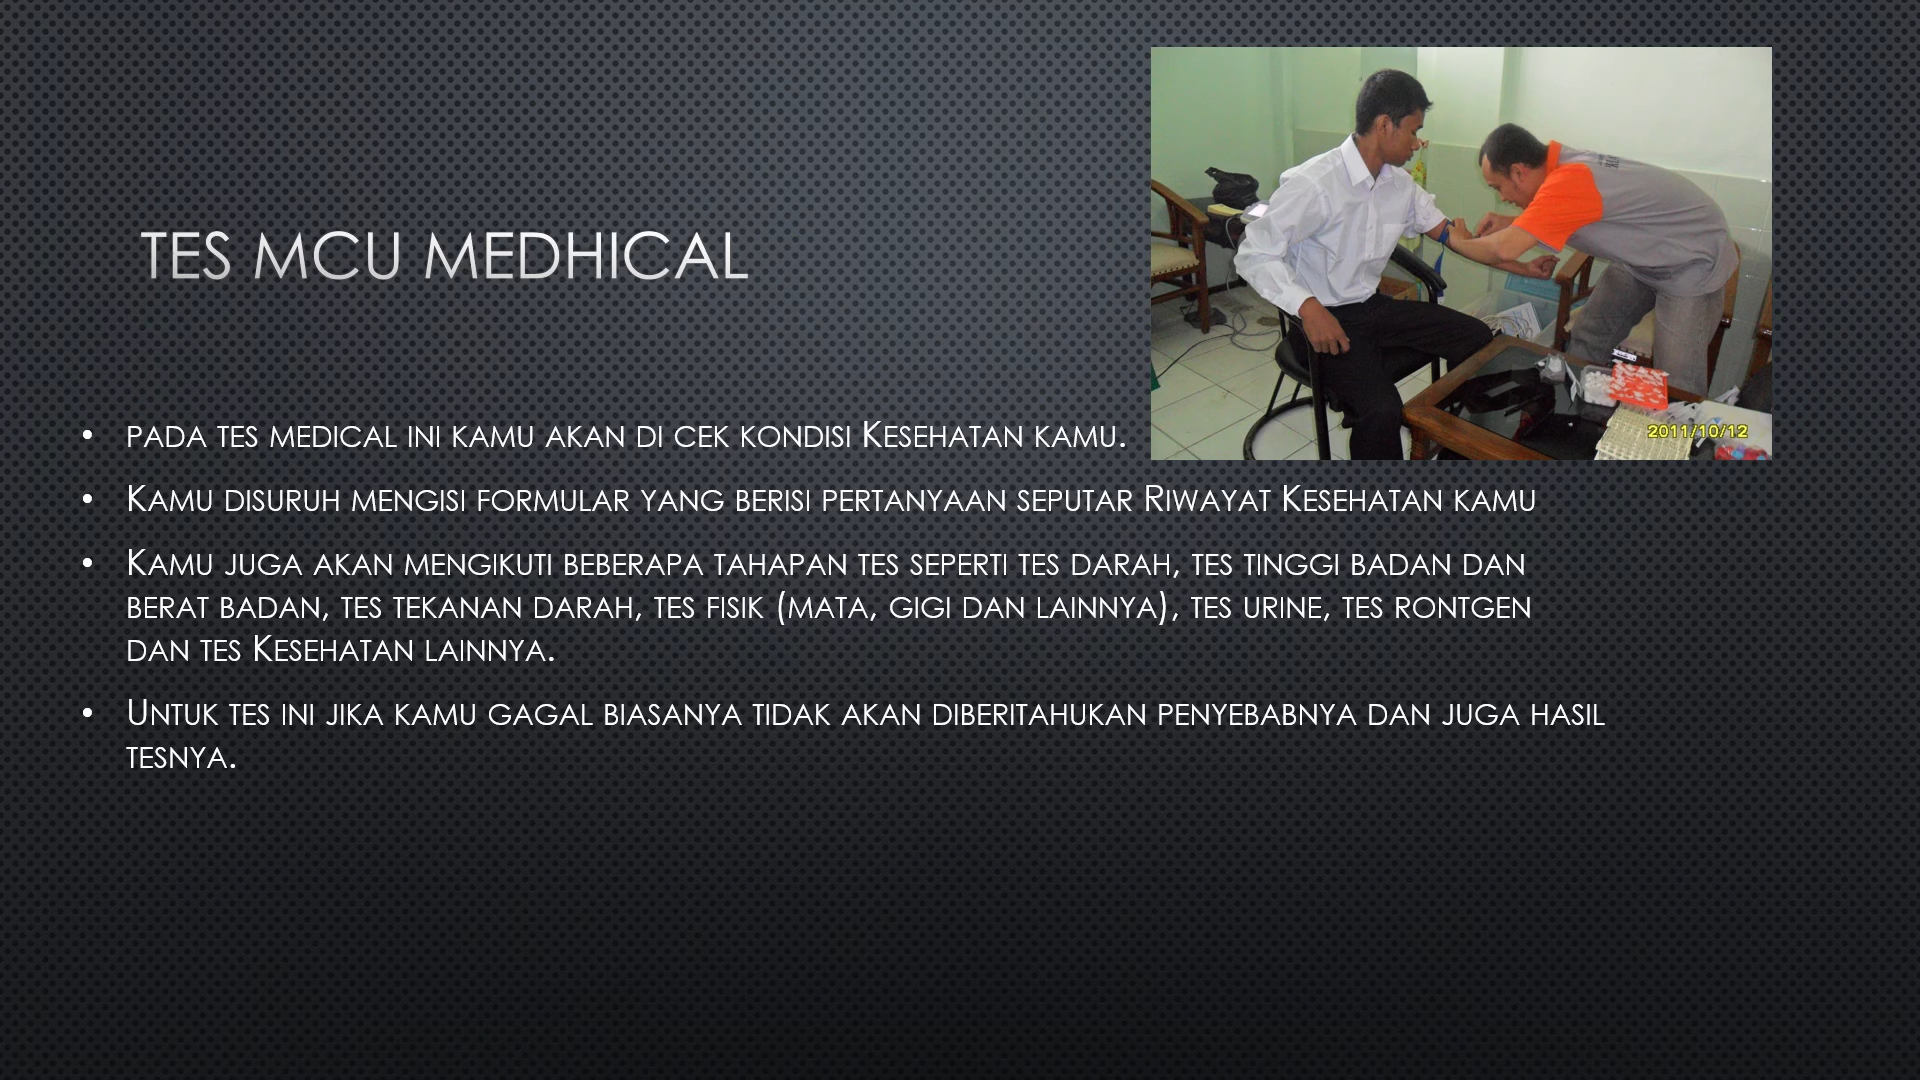 TES MCU MEDHICAL
2011/10/12
• PADA TES MEDICAL INI KAMU AKAN DI CEK KONDISI KESEHATAN KAMU.
• KAMU DISURUH MENGISI FORMULAR YANG BERISI PERTANYAAN SEPUTAR RIWAYAT KESEHATAN KAMU
• KAMU JUGA AKAN MENGIKUTI BEBERAPA TAHAPAN TES SEPERTI TES DARAH, TES TINGGI BADAN DAN
BERAT BADAN, TES TEKANAN DARAH, TES FISIK (MATA, GIGI DAN LAINNYA), TES URINE, TES RONTGEN
DAN TES KESEHATAN LAINNYA.
• UNTUK TES INI JIKA KAMU GAGAL BIASANYA TIDAK AKAN DIBERITAHUKAN PENYEBABNYA DAN JUGA HASIL
TESNYA.